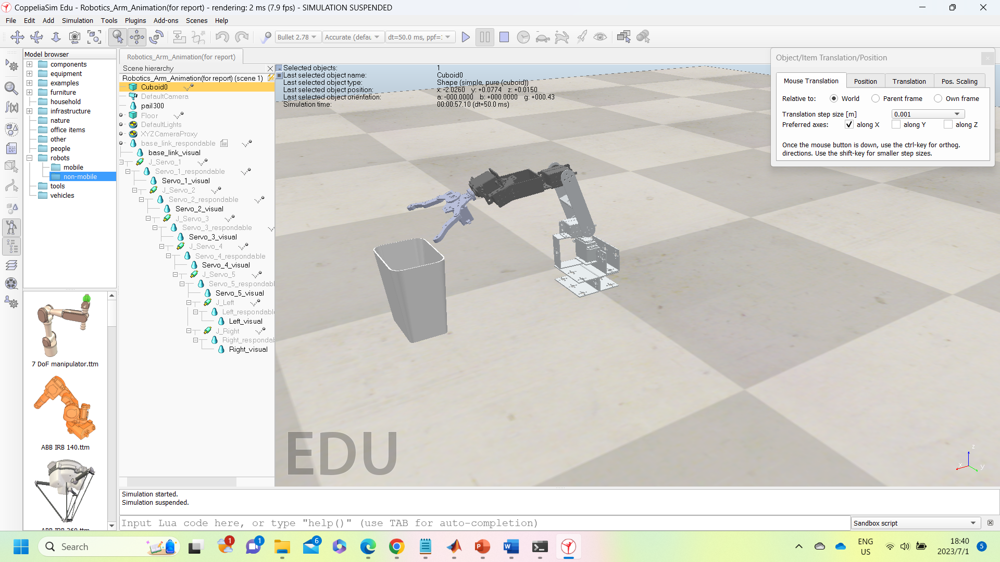 CoppeliaSim Edu - Robotics_Arm_Animation(for report) - rendering: 2 ms (7.9 fps) - SIMULATION SUSPENDED
File Edit Add Simulation Tools Plugins Add-ons Scenes Help
Bullet 2.78 Accurate (defau dt=50.0 ms, ppf=:
Model browser
components
equipment
examples
furniture
household
infrastructure
nature
office items
other
people
robots
mobile
non-mobile
tools
vehicles
7 DoF manipulator.ttm
ABB IRB 140.ttm
ABB IRB 360.ttm
Robotics_Arm_Animation(for report)
Scene hierarchy
Robotics_Arm_Animation(for report) (scene 1)
Cuboid0
DefaultCamera
pail300
Floor
DefaultLights
XYZCameraProxy
base_link_respondable
base_link_visual
J_Servo_1
Servo_1_respondable
Servo_1_visual
J_Servo_2
Servo_2_respondable
Servo_2_visual
J_Servo_3
Servo_3_respondable
Servo_3_visual
J_Servo_4
Servo_4_respondable
Servo_4_visual
J_Servo_5
Servo_5_respondabl
Servo_5_visual
J_Left
Left_respondabl
Left_visual
J_Right
Right_respondal
Right_visual
Selected objects: 1
Last selected object name: Cuboid0
Last selected object type: Shape (simple, pure (cuboid))
Last selected object position: x: -2.0260 y: +0.0774 z: +0.0150
Last selected object orientation: a: -000.0000 b: +000.0000 g: +000.43
Simulation time: 00:00:57.10 (dt=50.0 ms)
Object/Item Translation/Position
Mouse Translation Position Translation Pos. Scaling
Relative to: World Parent frame Own frame
Translation step size [m] 0.001
Preferred axes: along X along Y along Z
Once the mouse button is down, use the ctrl-key for orthog.
directions. Use the shift-key for smaller step sizes.
EDU
z
x
y
Simulation started.
Simulation suspended.
Input Lua code here, or type "help()" (use TAB for auto-completion)
Sandbox script
Search
1
1
6
ENG
US
18:40
2023/7/1
5